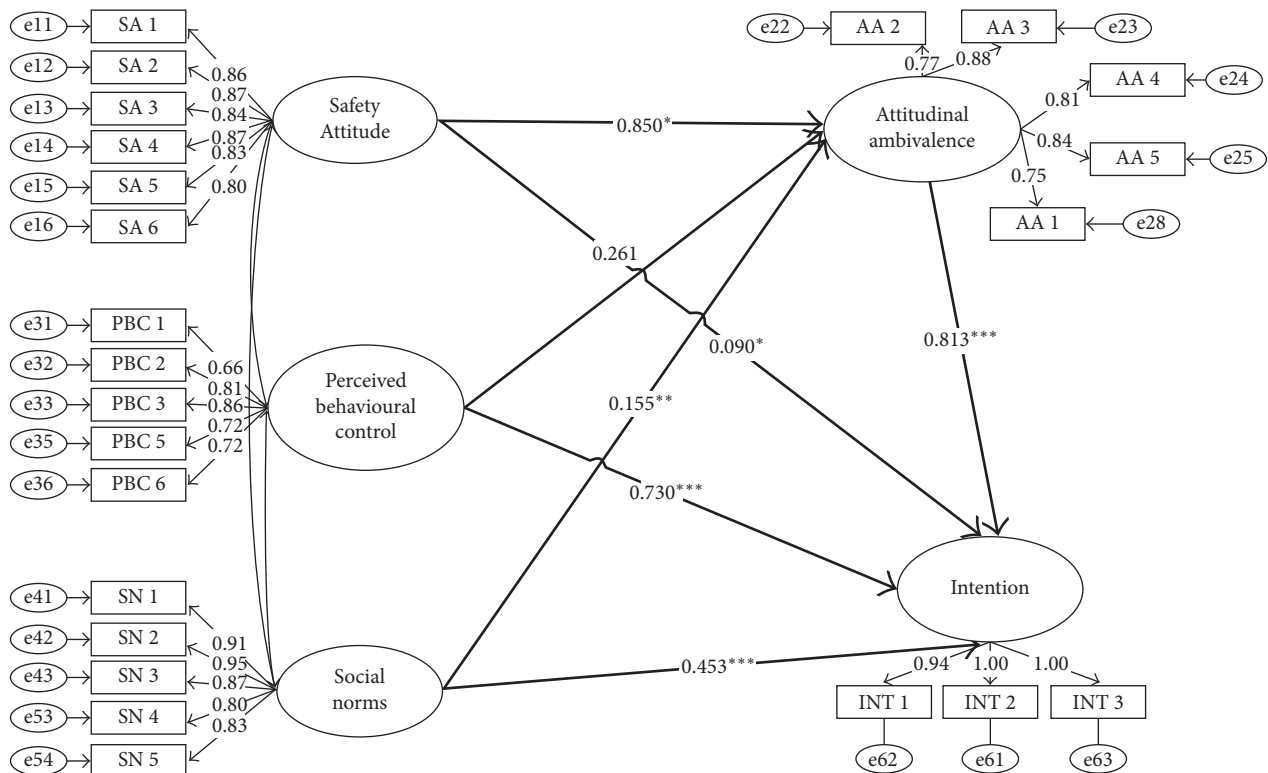 e11
SA 1
e12
SA 2
e13
SA 3
e14
SA 4
e15
SA 5
e16
SA 6
0.86
0.87
0.84
0.87
0.83
0.80
Safety
Attitude
e31
PBC 1
e32
PBC 2
e33
PBC 3
e35
PBC 5
e36
PBC 6
0.66
0.81
0.86
0.72
0.72
Perceived
behavioural
control
e41
SN 1
e42
SN 2
e43
SN 3
e53
SN 4
e54
SN 5
0.91
0.95
0.87
0.80
0.83
Social
norms
0.850*
0.261
0.090*
0.155**
0.730***
0.453***
0.813***
e22
AA 2
AA 3
e23
0.77
0.88
AA 4
e24
0.81
Attitudinal
ambivalence
0.84
AA 5
e25
0.75
AA 1
e28
Intention
0.94
1.00
1.00
INT 1
INT 2
INT 3
e62
e61
e63